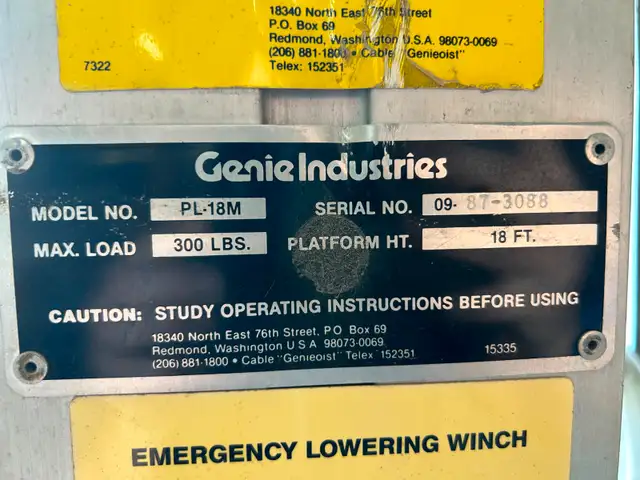 18340 North East 76th Street
P.O. Box 69
Redmond, Washington U.S.A. 98073-0069
(206) 881-1800 • Cable "Genieoist"
7322 Telex: 152351
Genie Industries
MODEL NO. PL-18M SERIAL NO. 09-87-3088
MAX. LOAD 300 LBS. PLATFORM HT. 18 FT.
CAUTION: STUDY OPERATING INSTRUCTIONS BEFORE USING
18340 North East 76th Street, P.O. Box 69
Redmond, Washington U S A 98073-0069
(206) 881-1800 • Cable "Genieoist" Telex 152351 15335
EMERGENCY LOWERING WINCH